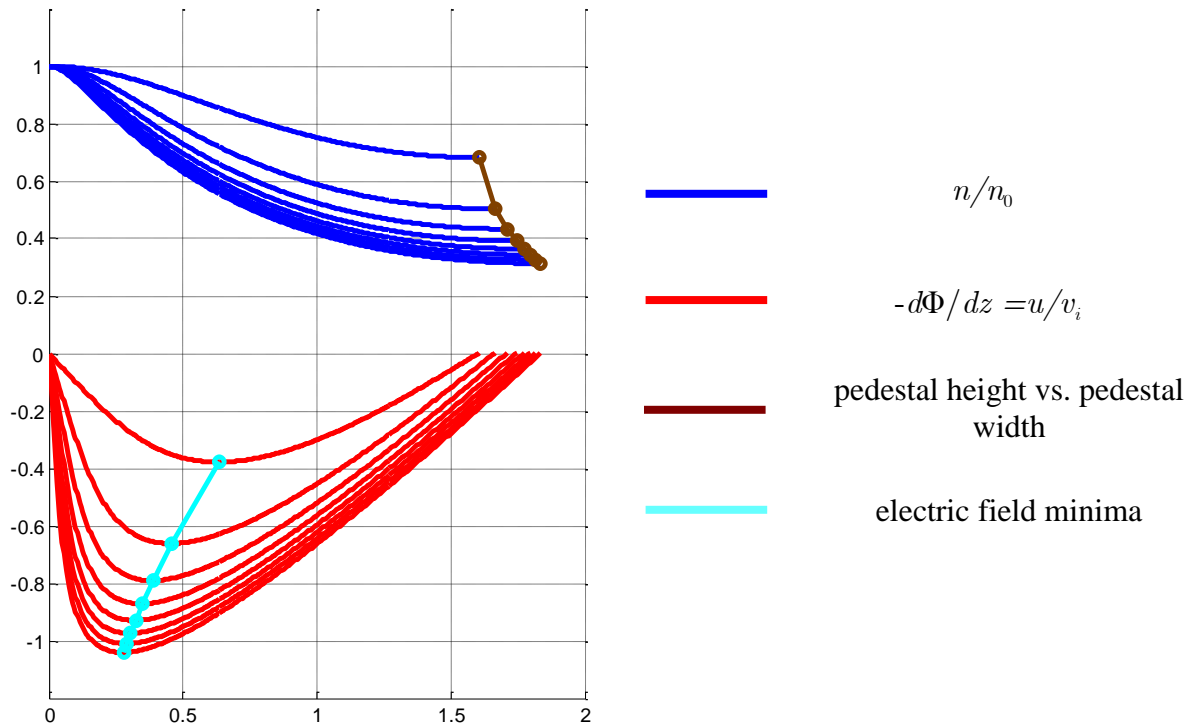 1
0.8
0.6
0.4
0.2
0
-0.2
-0.4
-0.6
-0.8
-1
0 0.5 1 1.5 2
n/n₀
-dΦ/dz =u/vᵢ
pedestal height vs. pedestal
width
electric field minima